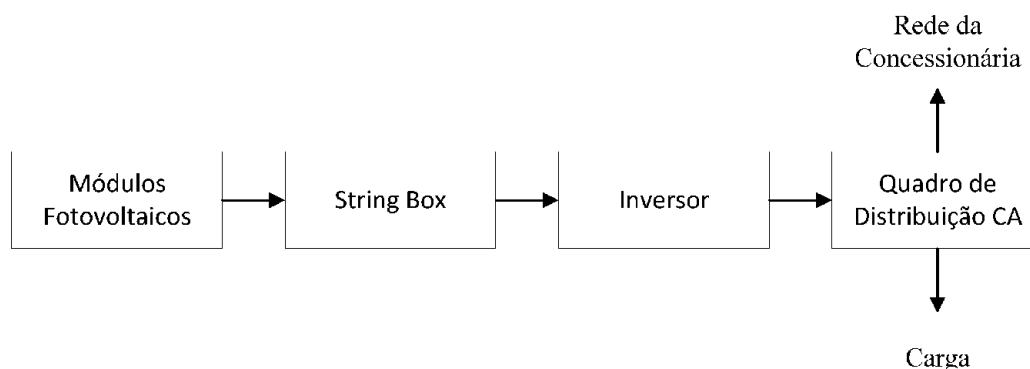 Rede da
Concessionária
Módulos
Fotovoltaicos
String Box
Inversor
Quadro de
Distribuição CA
Carga